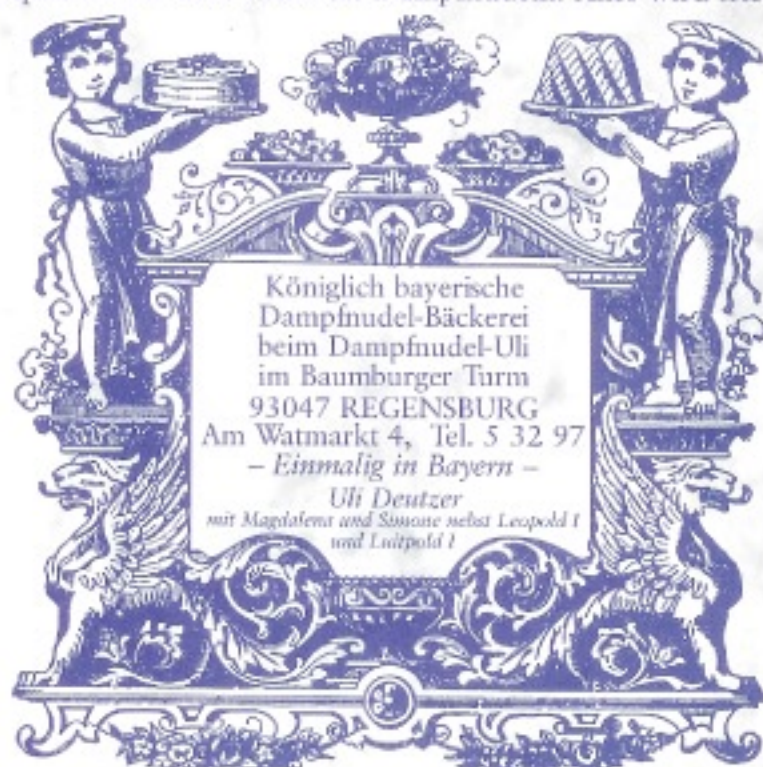 Königlich bayerische
Dampfnudel-Bäckerei
beim Dampfnudel-Uli
im Baumburger Turm
93047 REGENSBURG
Am Watmarkt 4, Tel. 5 32 97
– Einmalig in Bayern –
Uli Deutzer
mit Magdalena und Simone nebst Leopold I
und Luitpold I